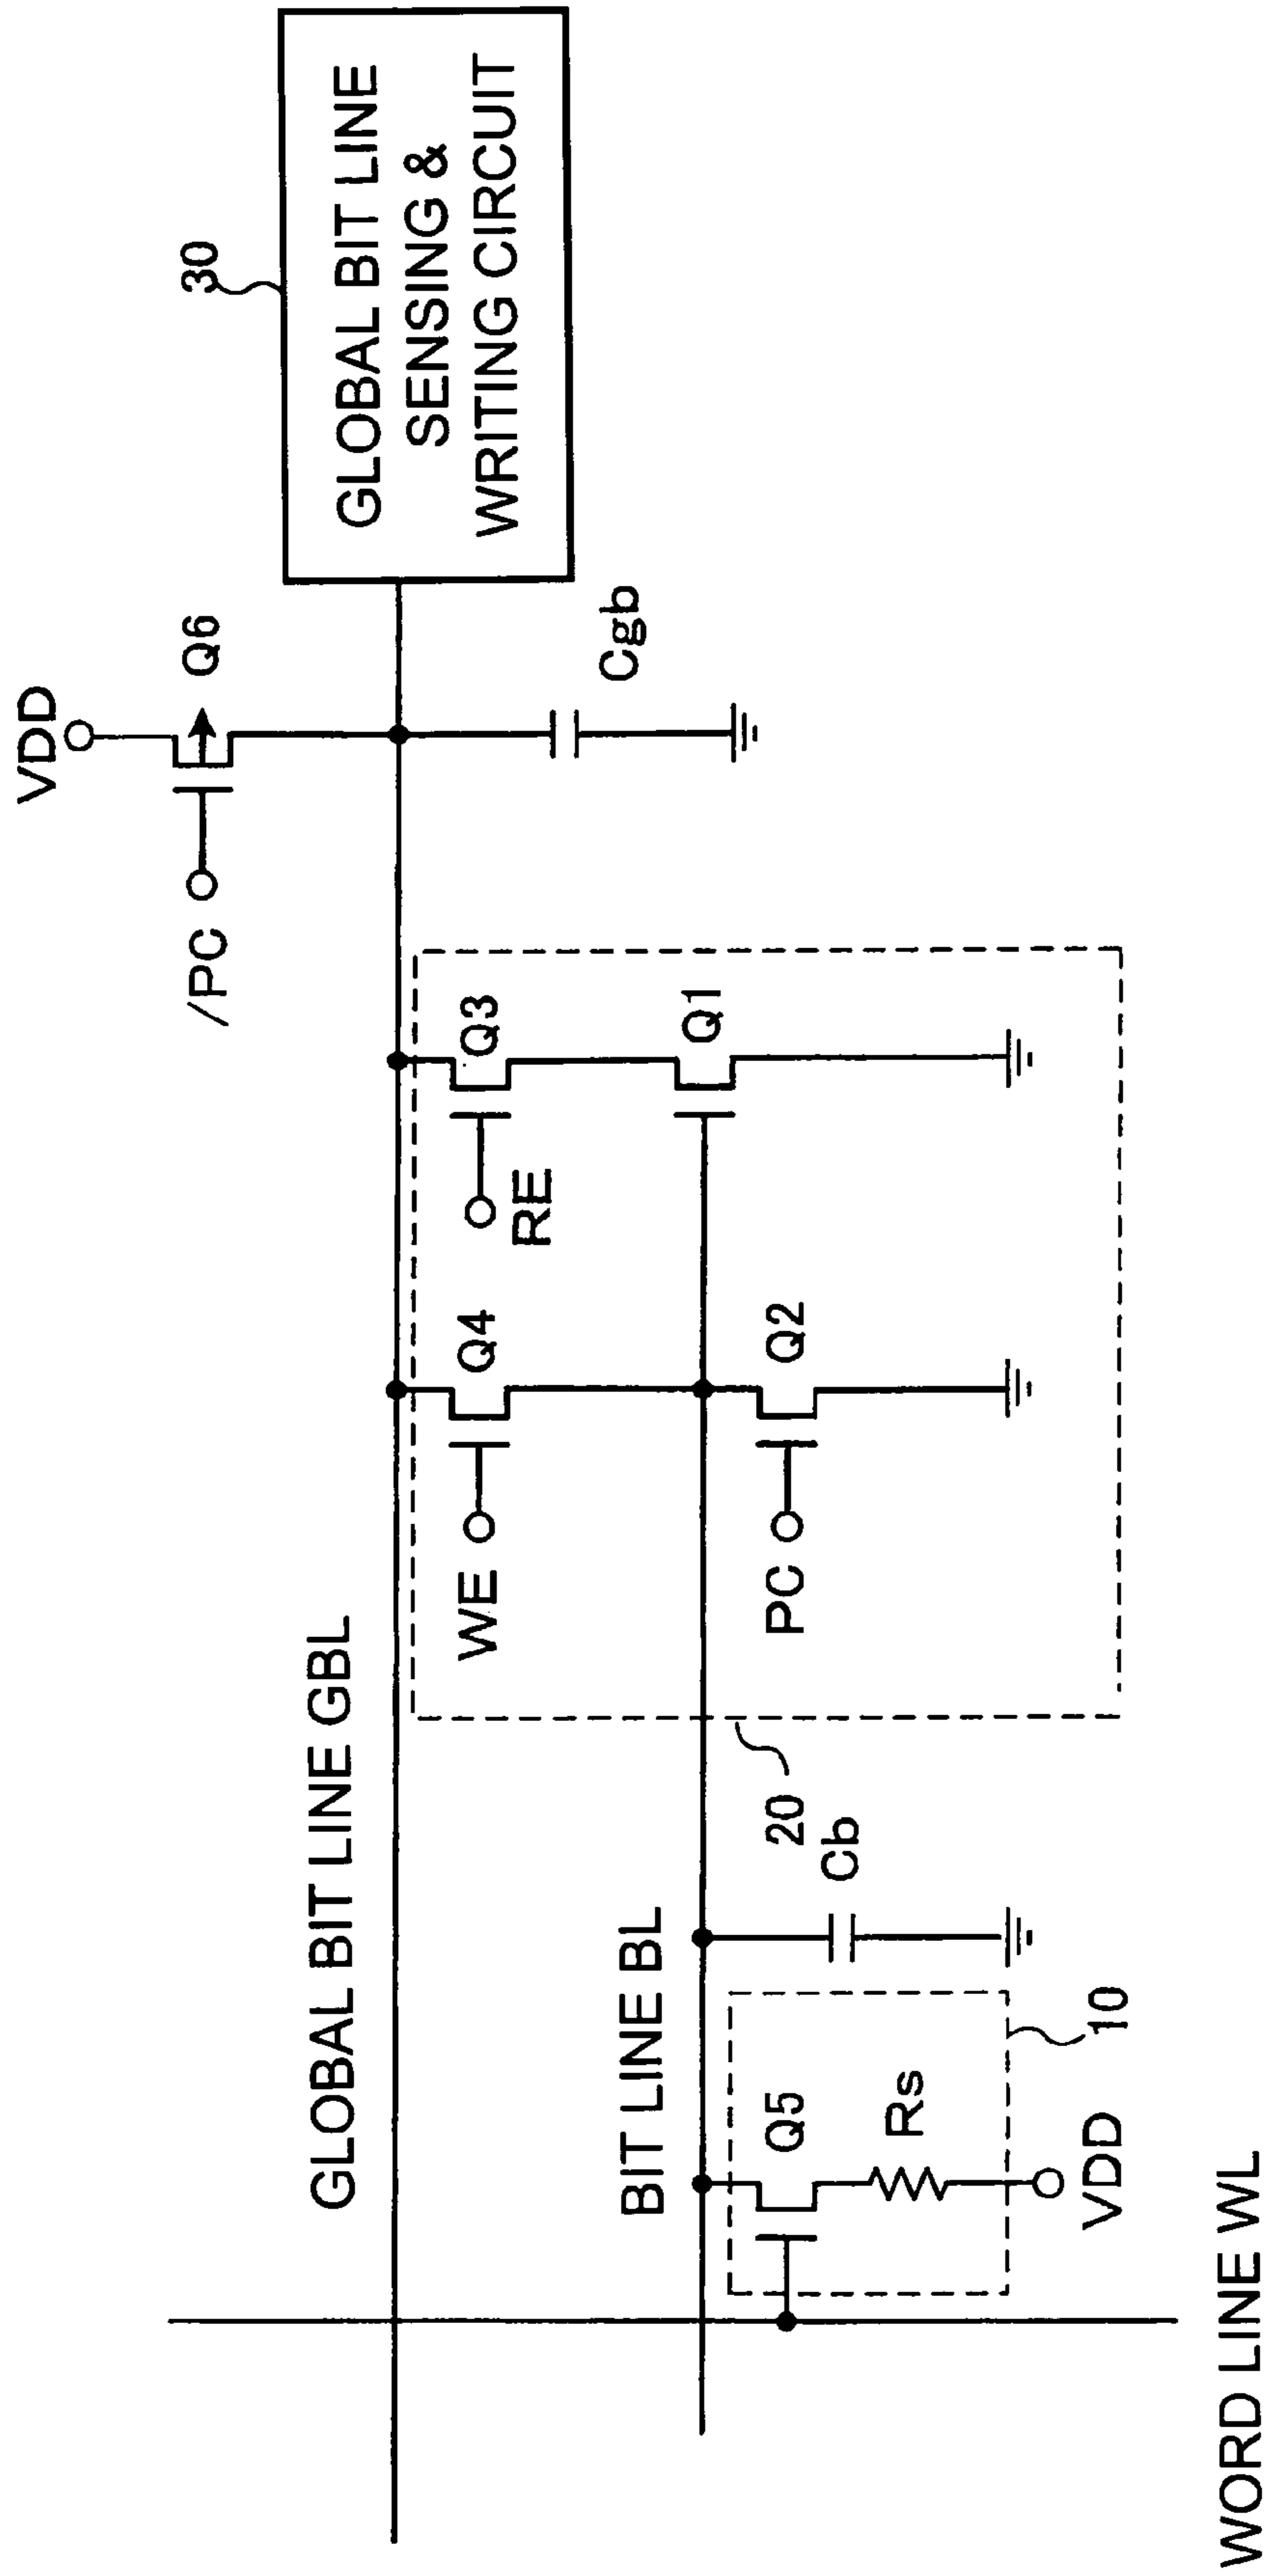 VDD
Q6
/PC
30
GLOBAL BIT LINE
SENSING &
WRITING CIRCUIT
Cgb
GLOBAL BIT LINE GBL
WE
Q4
RE
Q3
Q1
PC
Q2
20
BIT LINE BL
Cb
Q5
Rs
10
VDD
WORD LINE WL